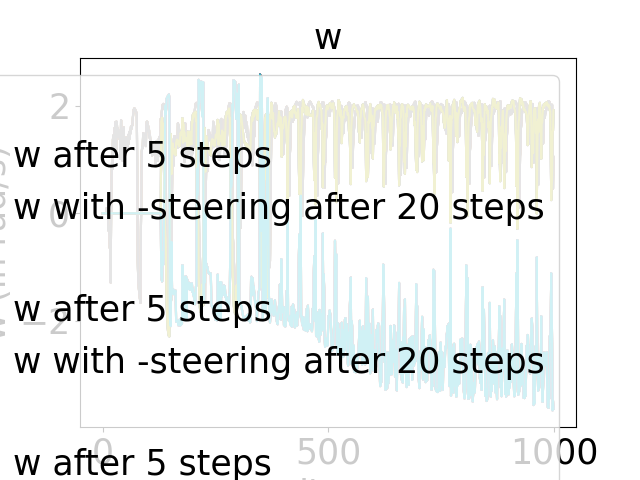 w
2
w after 5 steps
w with -steering after 20 steps
0
w after 5 steps
−2
w with -steering after 20 steps
0
500
1000
w after 5 steps